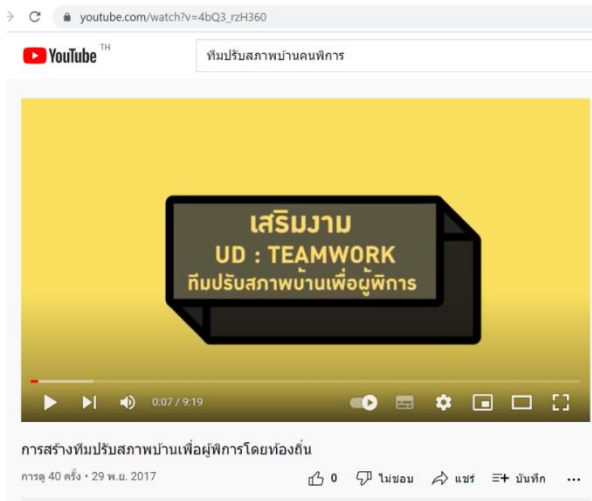 youtube.com/watch?v=4bQ3_rzH360
YouTube TH
ทีมปรับสภาพบ้านคนพิการ
เสริมงาม
UD : TEAMWORK
ทีมปรับสภาพบ้านเพื่อผู้พิการ
0:07 / 9:19
การสร้างทีมปรับสภาพบ้านเพื่อผู้พิการโดยท้องถิ่น
การดู 40 ครั้ง • 29 พ.ย. 2017
0 ไม่ชอบ แชร์ บันทึก